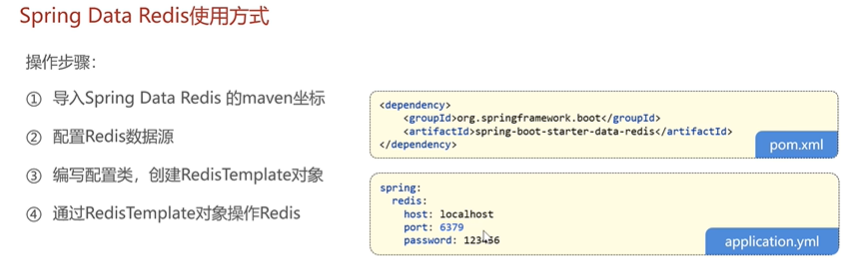 Spring Data Redis使用方式
操作步骤：
① 导入Spring Data Redis 的maven坐标
② 配置Redis数据源
③ 编写配置类，创建RedisTemplate对象
④ 通过RedisTemplate对象操作Redis
<dependency>
    <groupId>org.springframework.boot</groupId>
    <artifactId>spring-boot-starter-data-redis</artifactId>
</dependency>
pom.xml
spring:
  redis:
    host: localhost
    port: 6379
    password: 123456
application.yml